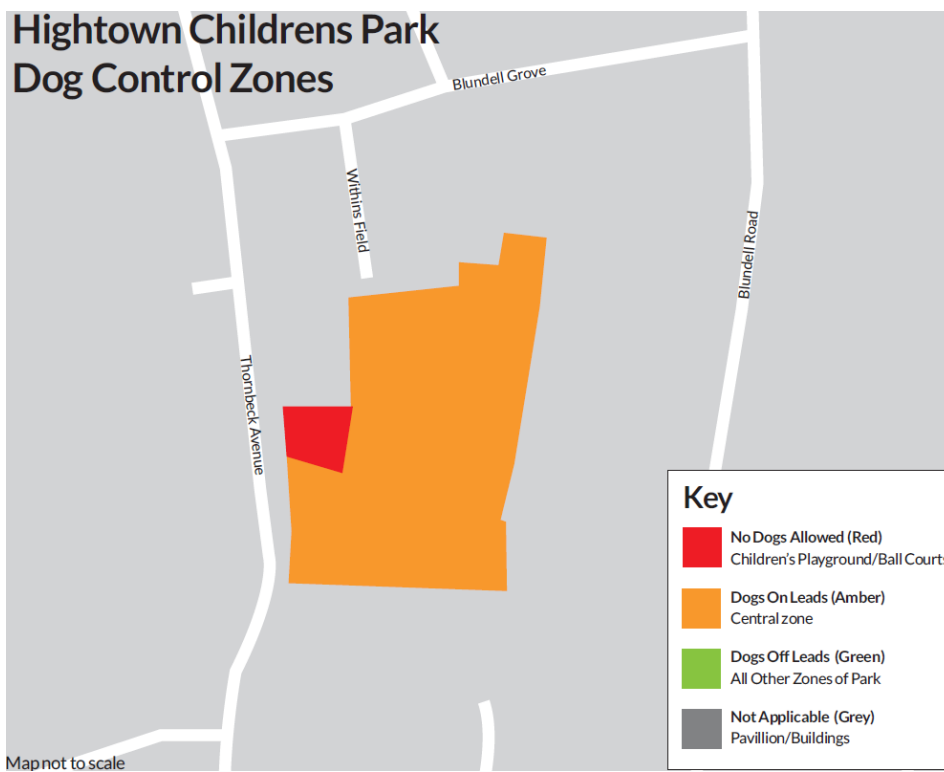 Hightown Childrens Park
Dog Control Zones
Blundell Grove
Withins Field
Blundell Road
Thornbeck Avenue
Key
No Dogs Allowed (Red)
Children's Playground/Ball Courts
Dogs On Leads (Amber)
Central zone
Dogs Off Leads (Green)
All Other Zones of Park
Not Applicable (Grey)
Pavillion/Buildings
Map not to scale